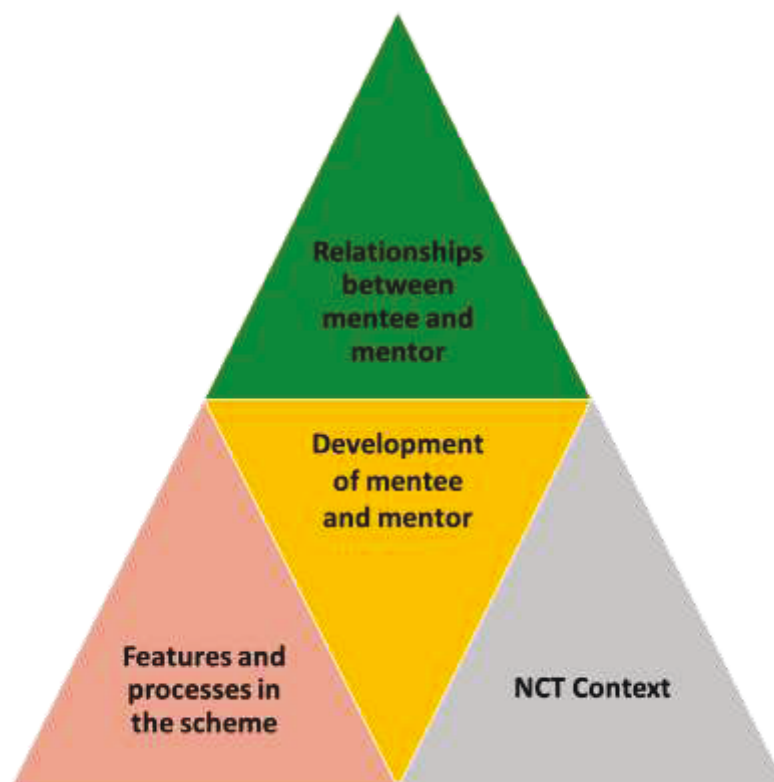 Relationships
between
mentee and
mentor
Development
of mentee
and mentor
Features and
processes in
the scheme
NCT Context